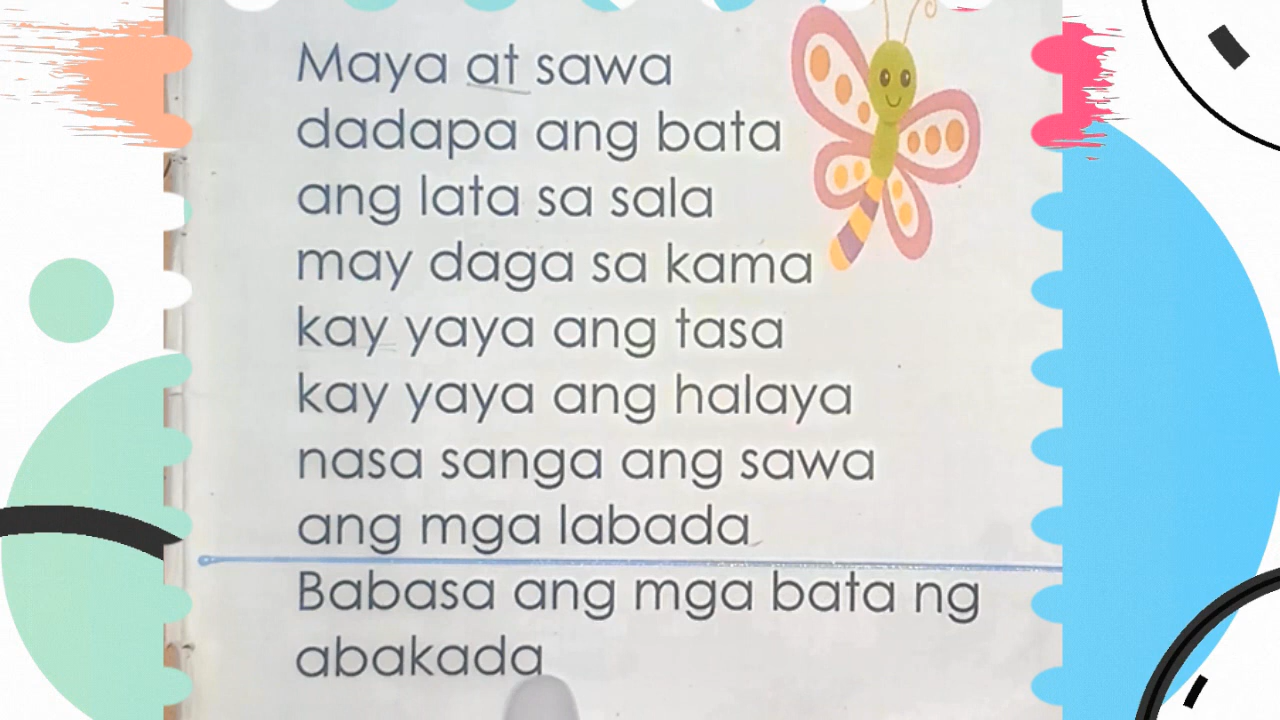 Maya at sawa
dadapa ang bata
ang lata sa sala
may daga sa kama
kay yaya ang tasa
kay yaya ang halaya
nasa sanga ang sawa
ang mga labada
Babasa ang mga bata ng
abakada